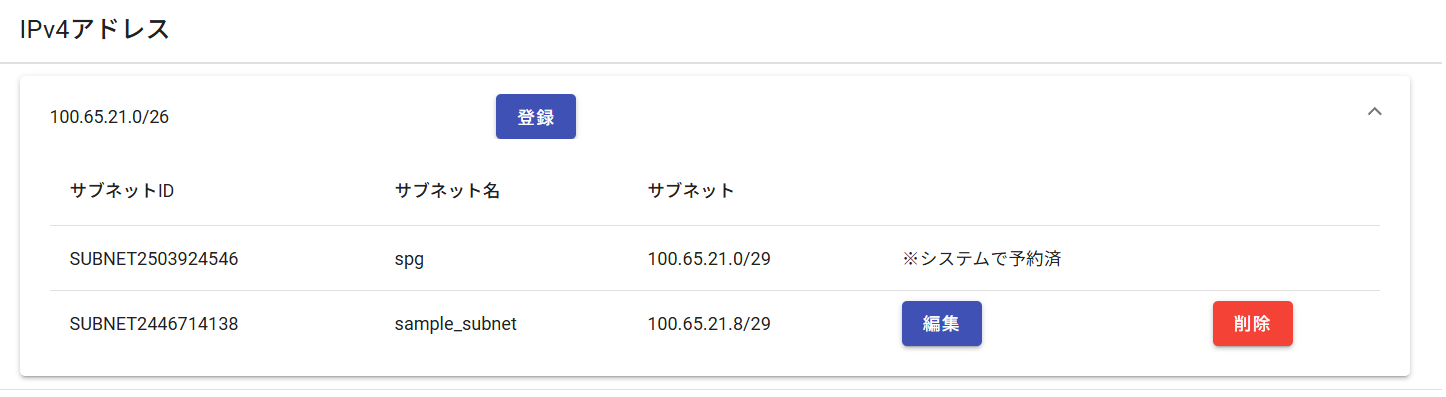 IPv4アドレス
100.65.21.0/26 登録
サブネットID サブネット名 サブネット
SUBNET2503924546 spg 100.65.21.0/29 ※システムで予約済
SUBNET2446714138 sample_subnet 100.65.21.8/29 編集 削除